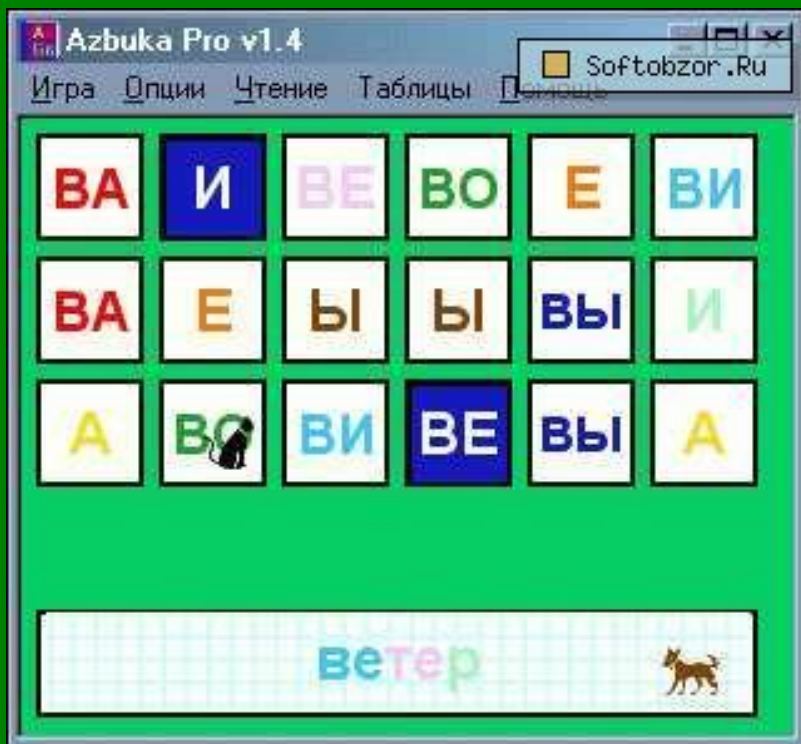 Azbuka Pro v1.4
Softobzor.Ru
Игра Опции Чтение Таблицы Помощь
ВА И ВЕ ВО Е ВИ
ВА Е Ы Ы ВЫ И
А ВО ВИ ВЕ ВЫ А
ветер